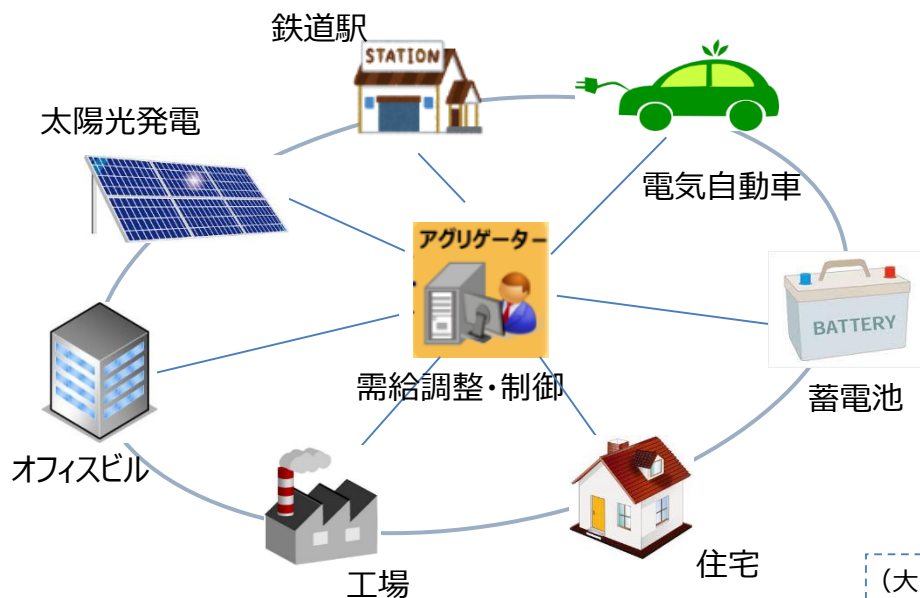 鉄道駅
STATION
太陽光発電
電気自動車
アグリゲーター
BATTERY
需給調整・制御
蓄電池
オフィスビル
住宅
工場
（大